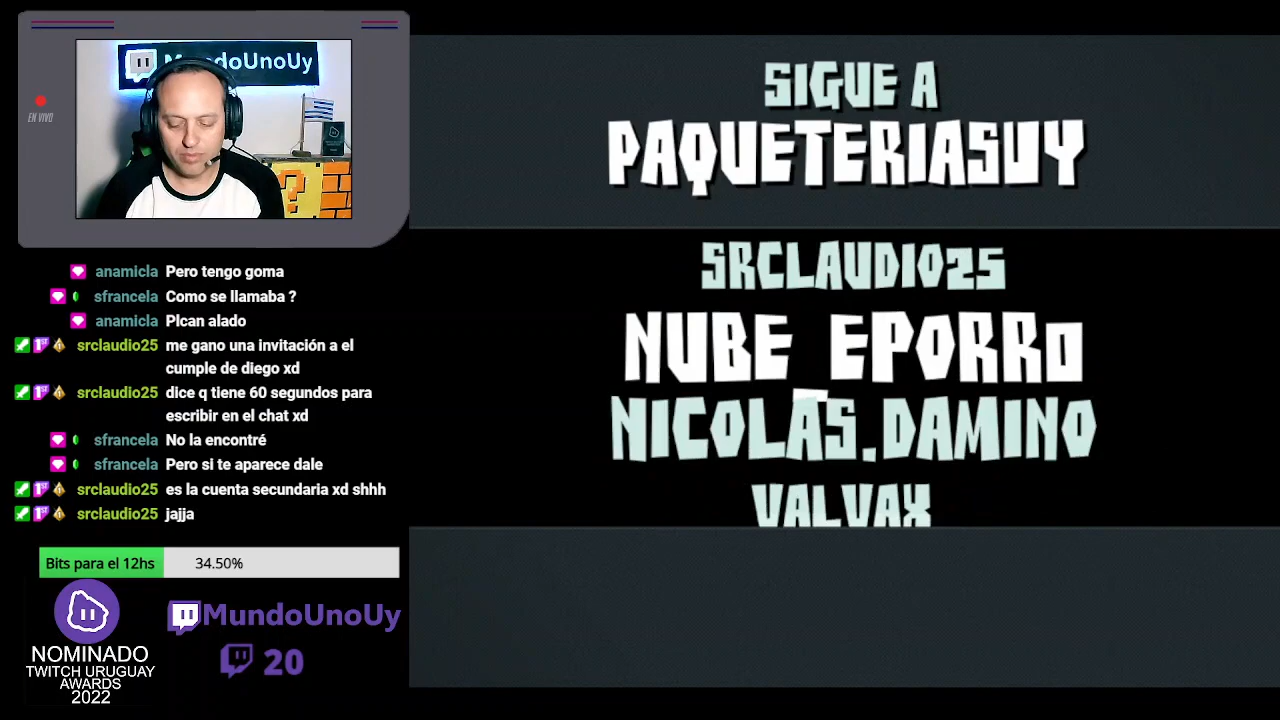 MundoUnoUy
EN VIVO
anamicla Pero tengo goma
sfrancela Como se llamaba ?
anamicla PIcan alado
srclaudio25 me gano una invitación a el
cumple de diego xd
srclaudio25 dice q tiene 60 segundos para
escribir en el chat xd
sfrancela No la encontré
sfrancela Pero si te aparece dale
srclaudio25 es la cuenta secundaria xd shhh
srclaudio25 jajja
Bits para el 12hs 34.50%
NOMINADO
TWITCH URUGUAY
AWARDS
2022
MundoUnoUy
20
SIGUE A
PAQUETERIASUY
SRCLAUDIO25
NUBE_EPORRO
NICOLAS.DAMINO
VALVAX